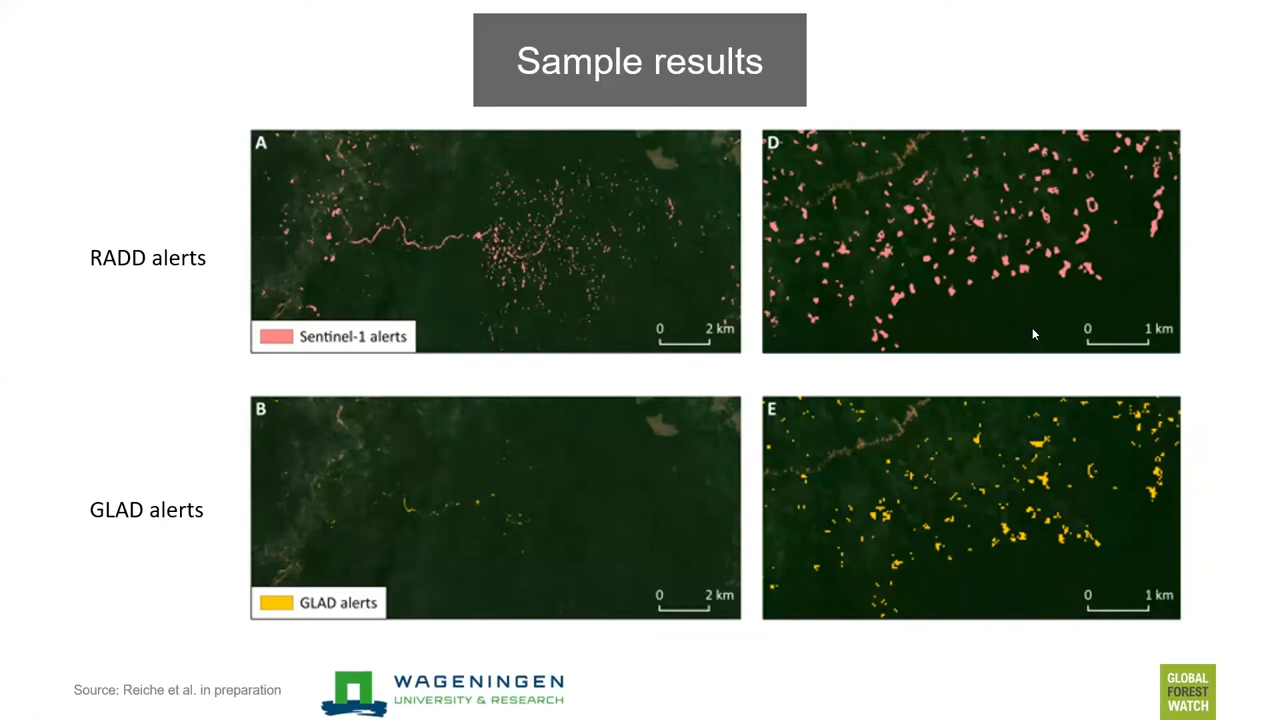 Sample results
A
D
RADD alerts
Sentinel-1 alerts
0 2 km
0 1 km
B
E
GLAD alerts
GLAD alerts
0 2 km
0 1 km
Source: Reiche et al. in preparation
WAGENINGEN
UNIVERSITY & RESEARCH
GLOBAL
FOREST
WATCH